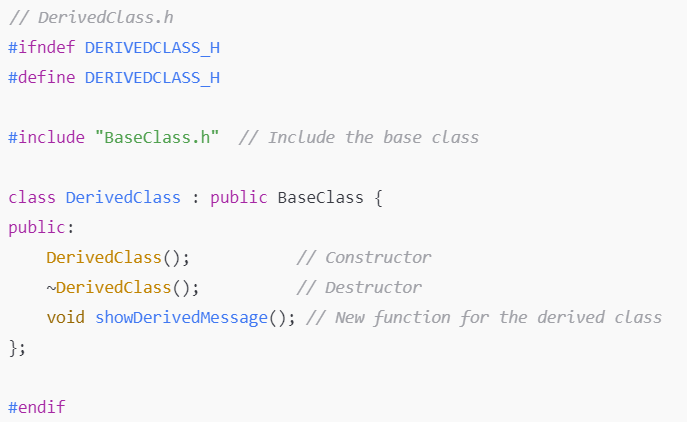 // DerivedClass.h
#ifndef DERIVEDCLASS_H
#define DERIVEDCLASS_H

#include "BaseClass.h"  // Include the base class

class DerivedClass : public BaseClass {
public:
    DerivedClass();           // Constructor
    ~DerivedClass();          // Destructor
    void showDerivedMessage(); // New function for the derived class
};

#endif